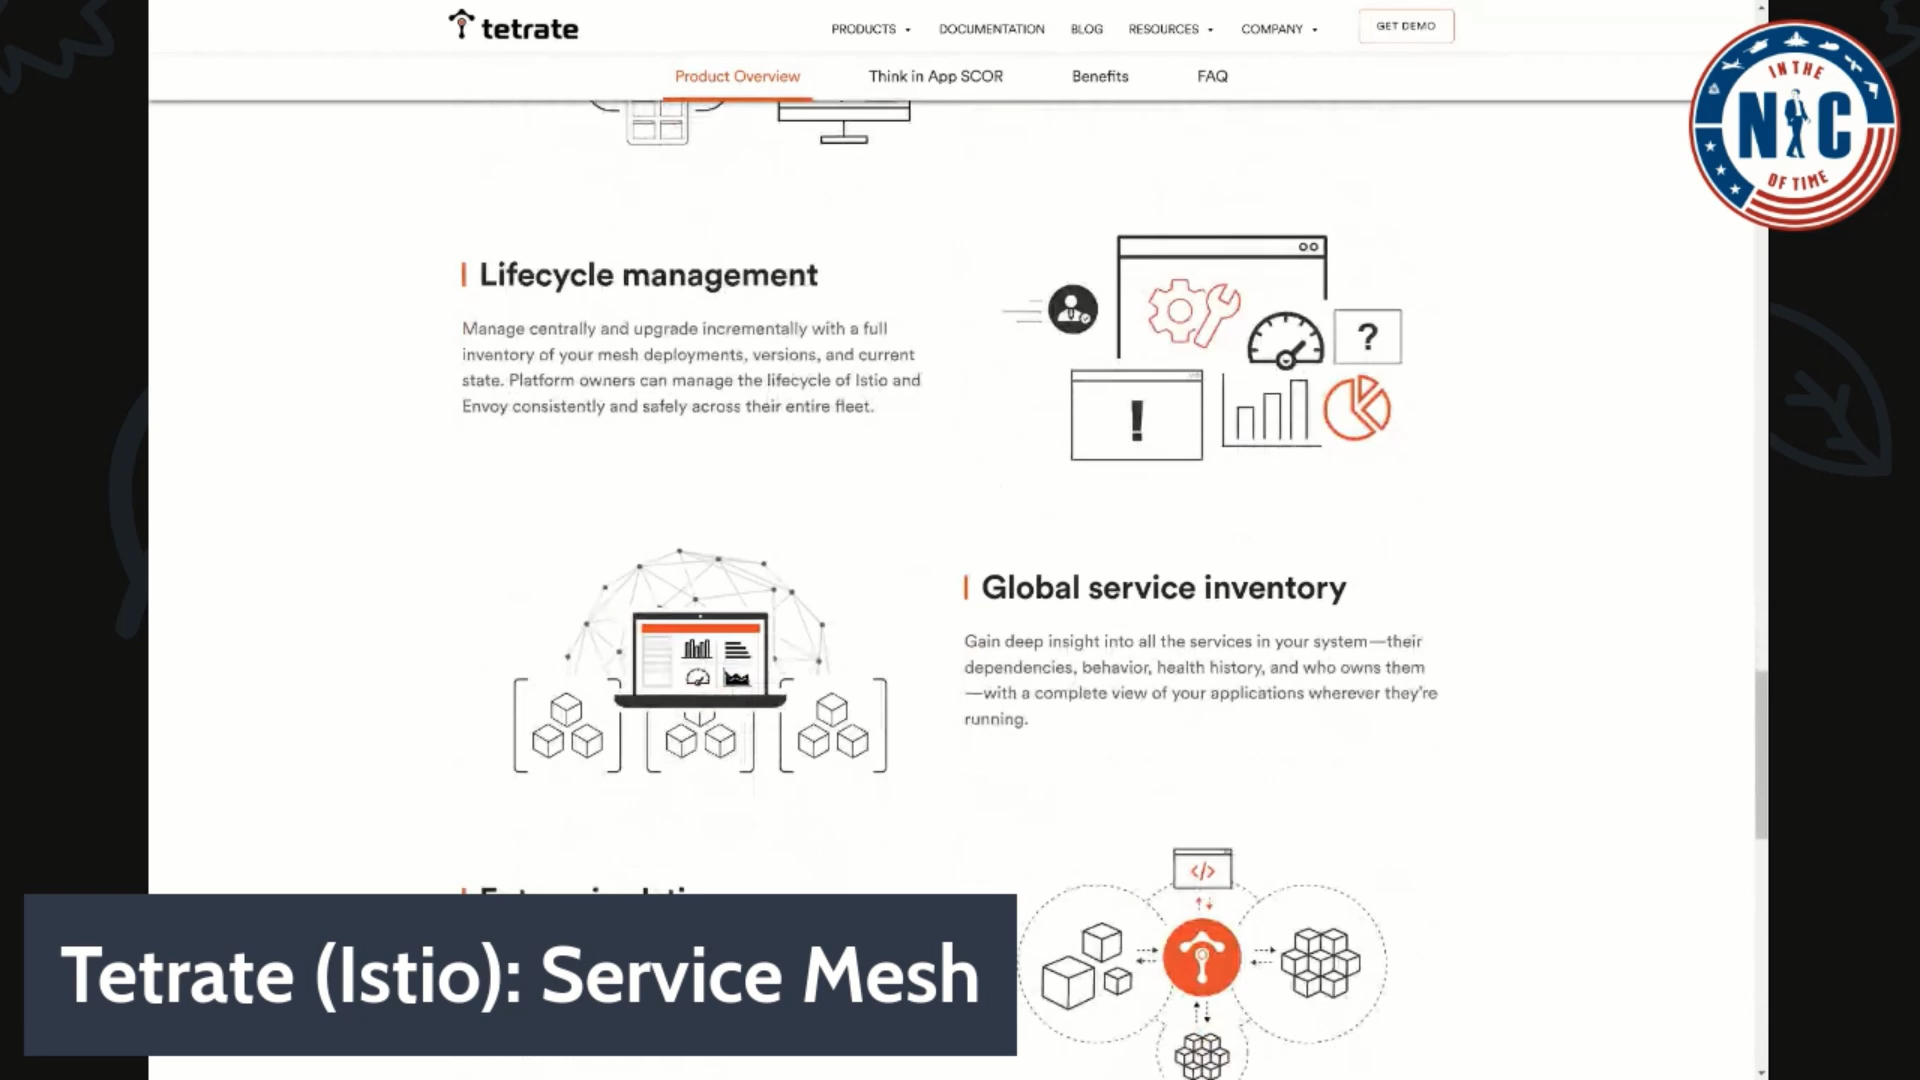 tetrate
PRODUCTS
DOCUMENTATION
BLOG
RESOURCES
COMPANY
GET DEMO
Product Overview
Think in App SCOR
Benefits
FAQ
IN THE
NIC
OF TIME
Lifecycle management
Manage centrally and upgrade incrementally with a full
inventory of your mesh deployments, versions, and current
state. Platform owners can manage the lifecycle of Istio and
Envoy consistently and safely across their entire fleet.
?
!
Global service inventory
Gain deep insight into all the services in your system—their
dependencies, behavior, health history, and who owns them
—with a complete view of your applications wherever they're
running.
</>
Tetrate (Istio): Service Mesh